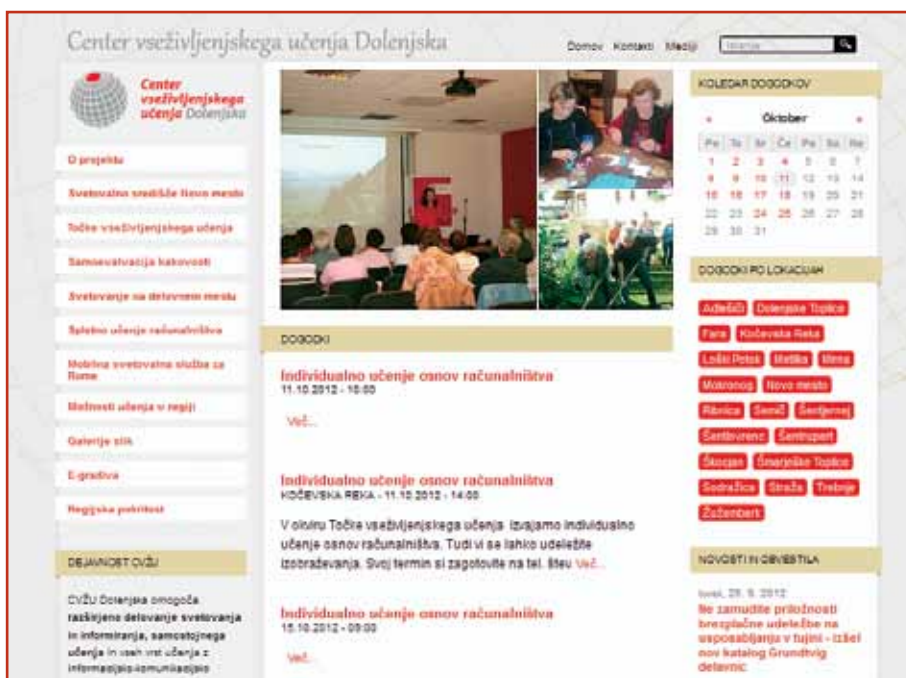 Center vseživljenjskega učenja Dolenjska
Domov Kontakti Mediji
Center
vseživljenjskega
učenja Dolenjska
O projektu
Svetovalno središče Novo mesto
Točke vseživljenjskega učenja
Samoevalvacija kakovosti
Svetovanje na delovnem mestu
Spletno učenje računalništva
Mobilna svetovalna služba za
Rome
Možnosti učenja v regiji
Galerije slik
E-gradiva
Regijska pokritost
DEJAVNOST CVŽU
CVŽU Dolenjska omogoča
razširjeno delovanje svetovanja
in informiranja, samostojnega
učenja in vseh vrst učenja z
informacijsko-komunikacijsko
DOGODKI
Individualno učenje osnov računalništva
11.10.2012 - 16:00
Več...
Individualno učenje osnov računalništva
KOČEVSKA REKA - 11.10.2012 - 14:00
V okviru Točke vseživljenjskega učenja izvajamo individualno
učenje osnov računalništva. Tudi vi se lahko udeležite
izobraževanja. Svoj termin si zagotovite na tel. štev Več...
Individualno učenje osnov računalništva
15.10.2012 - 09:00
Več...
KOLEDAR DOGODKOV
« Oktober »
Po To Sr Če Pe So Ne
1 2 3 4 5 6 7
8 9 10 11 12 13 14
15 16 17 18 19 20 21
22 23 24 25 26 27 28
29 30 31
DOGODKI PO LOKACIJAH
Adlešiči Dolenjske Toplice
Fara Kočevska Reka
Loški Potok Metlika Mirna
Mokronog Novo mesto
Ribnica Semič Šentjernej
Šentlovrenc Šentrupert
Škocjan Šmarješke Toplice
Sodražica Straža Trebnje
Žužemberk
NOVOSTI IN OBVESTILA
2012
Ne zamudite priložnosti
brezplačne udeležbe na
usposabljanju v tujini - izšel
nov katalog Grundtvig
delavnic